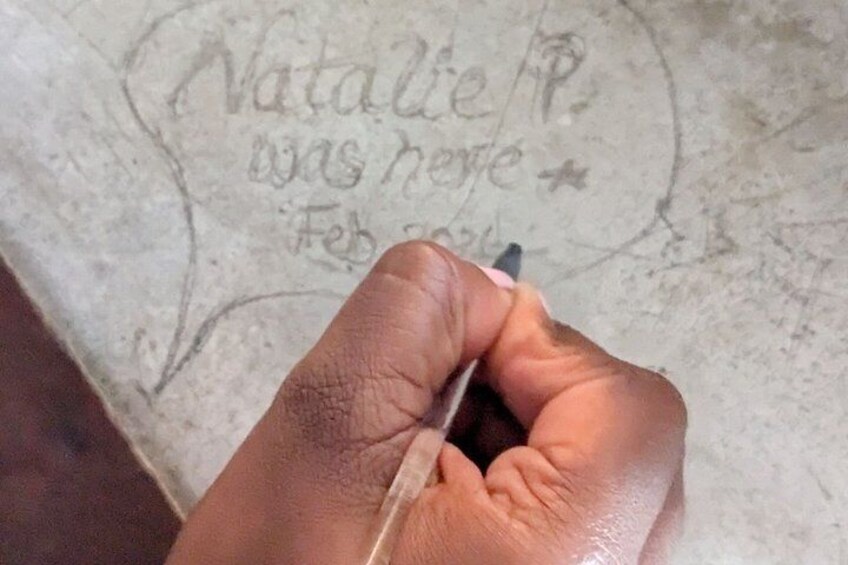 Natalie P.
was here
Feb